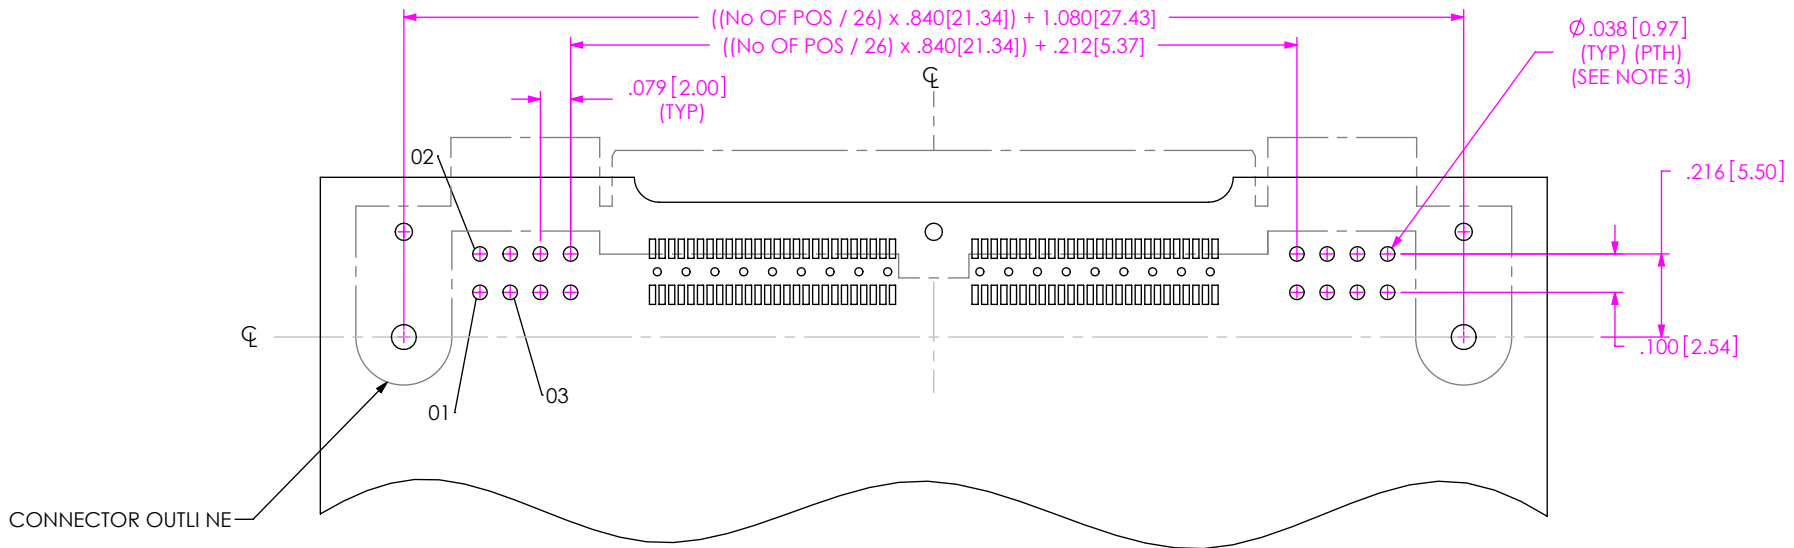 ((No OF POS / 26) x .840[21.34]) + 1.080[27.43]
((No OF POS / 26) x .840[21.34]) + .212[5.37]
Ø.038[0.97]
(TYP) (PTH)
(SEE NOTE 3)
℄
.079[2.00]
(TYP)
02
.216[5.50]
℄
.100[2.54]
03
01
CONNECTOR OUTLI NE